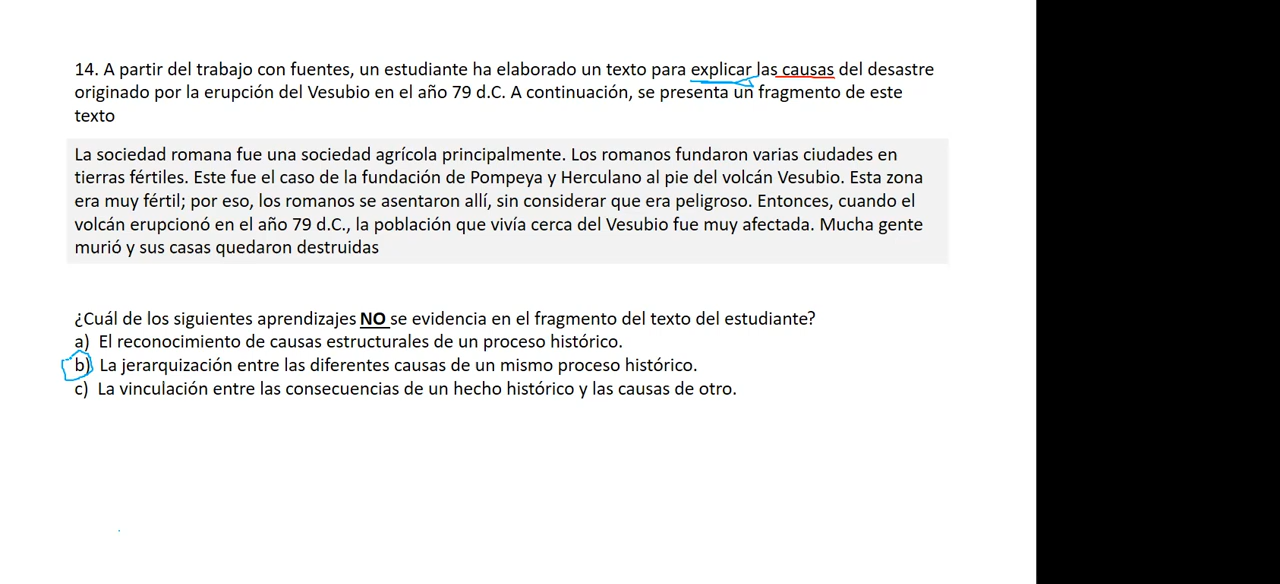 14. A partir del trabajo con fuentes, un estudiante ha elaborado un texto para explicar las causas del desastre
originado por la erupción del Vesubio en el año 79 d.C. A continuación, se presenta un fragmento de este
texto
La sociedad romana fue una sociedad agrícola principalmente. Los romanos fundaron varias ciudades en
tierras fértiles. Este fue el caso de la fundación de Pompeya y Herculano al pie del volcán Vesubio. Esta zona
era muy fértil; por eso, los romanos se asentaron allí, sin considerar que era peligroso. Entonces, cuando el
volcán erupcionó en el año 79 d.C., la población que vivía cerca del Vesubio fue muy afectada. Mucha gente
murió y sus casas quedaron destruidas
¿Cuál de los siguientes aprendizajes NO se evidencia en el fragmento del texto del estudiante?
a) El reconocimiento de causas estructurales de un proceso histórico.
b) La jerarquización entre las diferentes causas de un mismo proceso histórico.
c) La vinculación entre las consecuencias de un hecho histórico y las causas de otro.